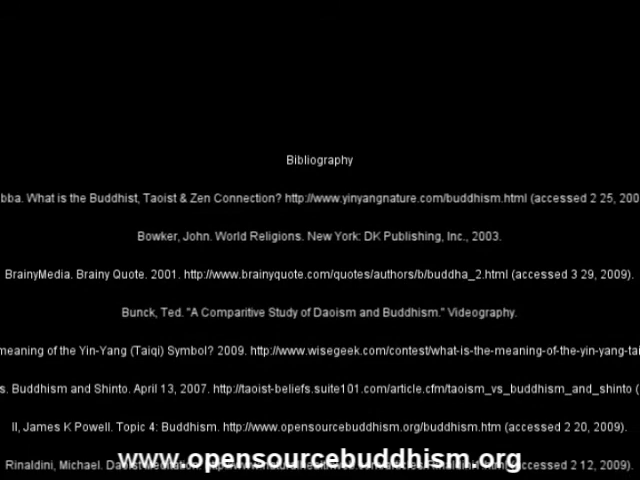 Bibliography
bba. What is the Buddhist, Taoist & Zen Connection? http://www.yinyangnature.com/buddhism.html (accessed 2 25, 200
Bowker, John. World Religions. New York: DK Publishing, Inc., 2003.
BrainyMedia. Brainy Quote. 2001. http://www.brainyquote.com/quotes/authors/b/buddha_2.html (accessed 3 29, 2009).
Bunck, Ted. "A Comparitive Study of Daoism and Buddhism." Videography.
meaning of the Yin-Yang (Taiqi) Symbol? 2009. http://www.wisegeek.com/contest/what-is-the-meaning-of-the-yin-yang-tai
s. Buddhism and Shinto. April 13, 2007. http://taoist-beliefs.suite101.com/article.cfm/taoism_vs_buddhism_and_shinto (
II, James K Powell. Topic 4: Buddhism. http://www.opensourcebuddhism.org/buddhism.htm (accessed 2 20, 2009).
www.opensourcebuddhism.org
Rinaldini, Michael. Daoist Meditation. (accessed 2 12, 2009).